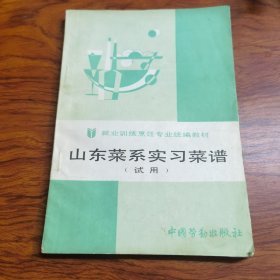 就业训练烹饪专业统编教材
山东菜系实习菜谱
（试用）
中国劳动出版社